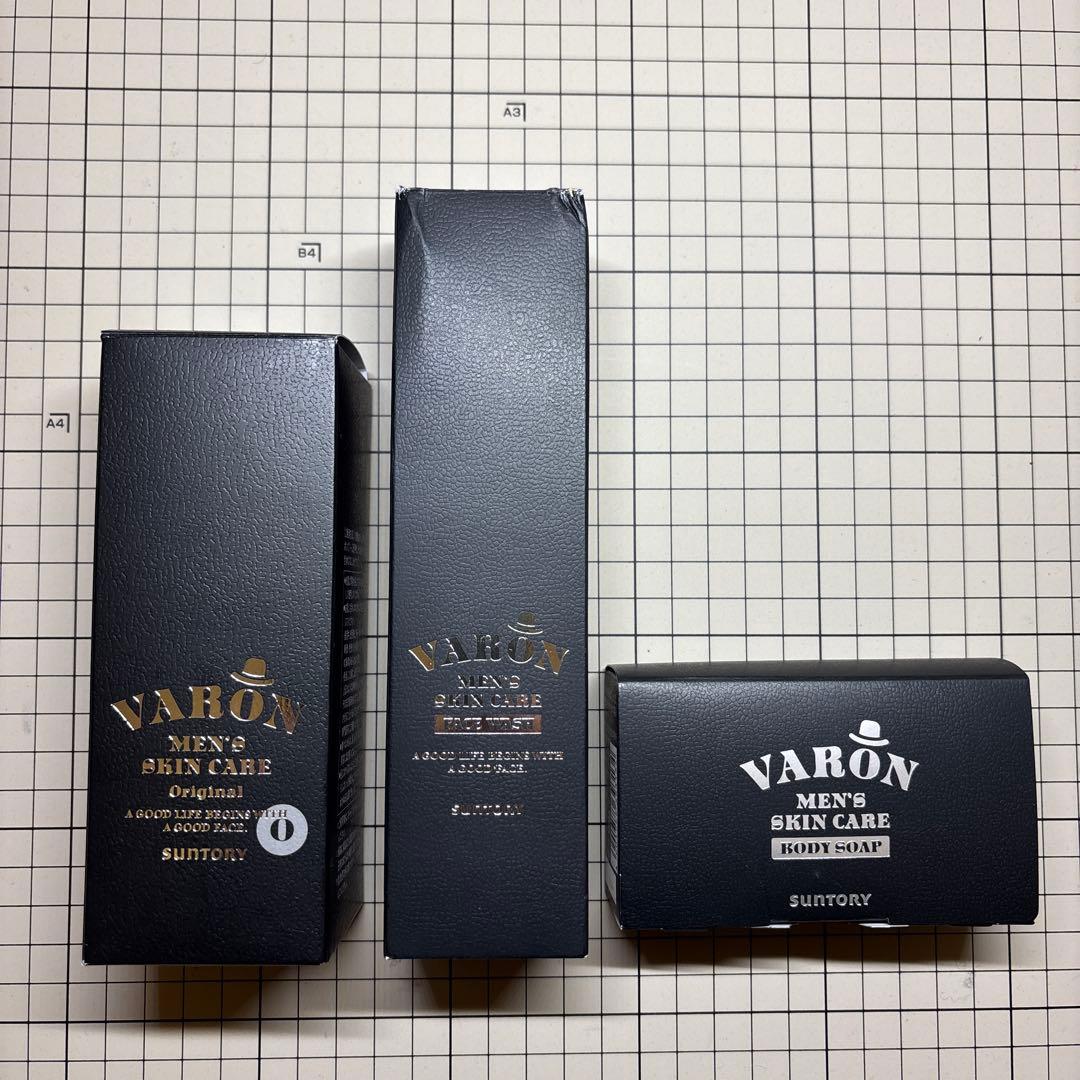 A3
B4
A4
VARON
MEN'S
SKIN CARE
Original
A GOOD LIFE BEGINS WITH
A GOOD FACE.
O
SUNTORY
VARON
MEN'S
SKIN CARE
FACE WASH
A GOOD LIFE BEGINS WITH
A GOOD FACE.
SUNTORY
VARON
MEN'S
SKIN CARE
BODY SOAP
SUNTORY